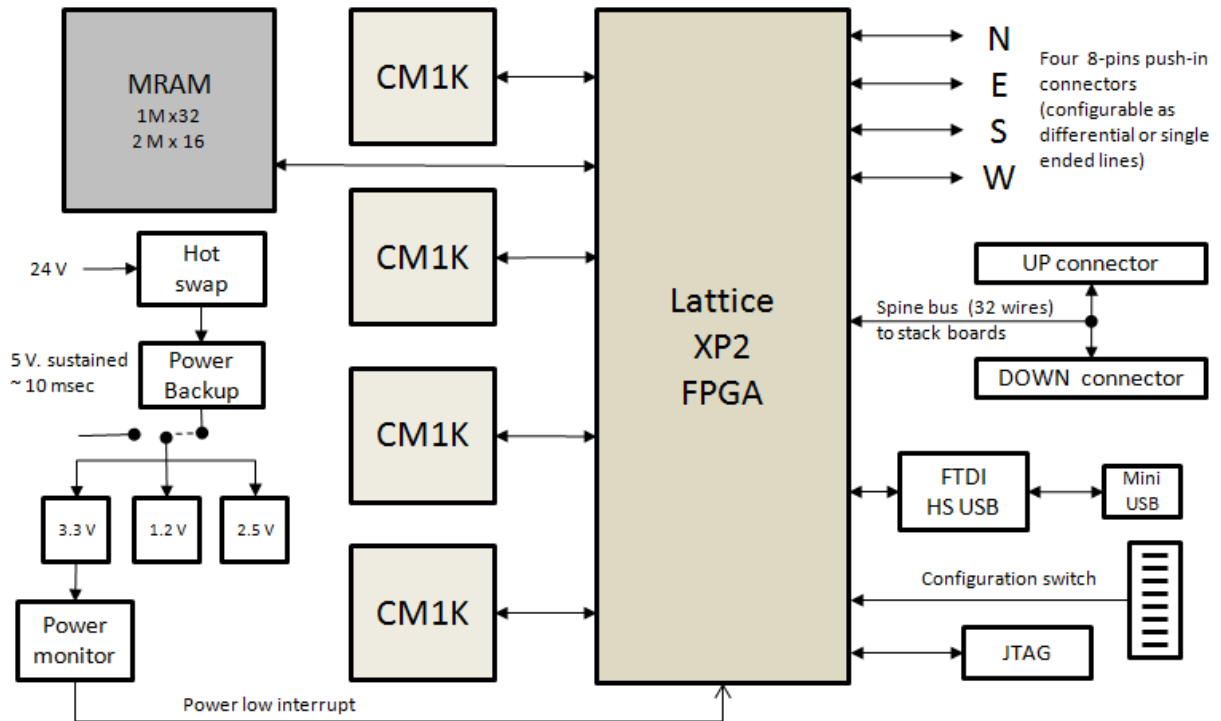 MRAM
1M x32
2 M x 16
CM1K
CM1K
CM1K
CM1K
Lattice
XP2
FPGA
N
E
S
W
Four 8-pins push-in
connectors
(configurable as
differential or single
ended lines)
24 V
Hot
swap
5 V. sustained
~ 10 msec
Power
Backup
3.3 V
1.2 V
2.5 V
Power
monitor
Power low interrupt
UP connector
Spine bus (32 wires)
to stack boards
DOWN connector
FTDI
HS USB
Mini
USB
Configuration switch
JTAG